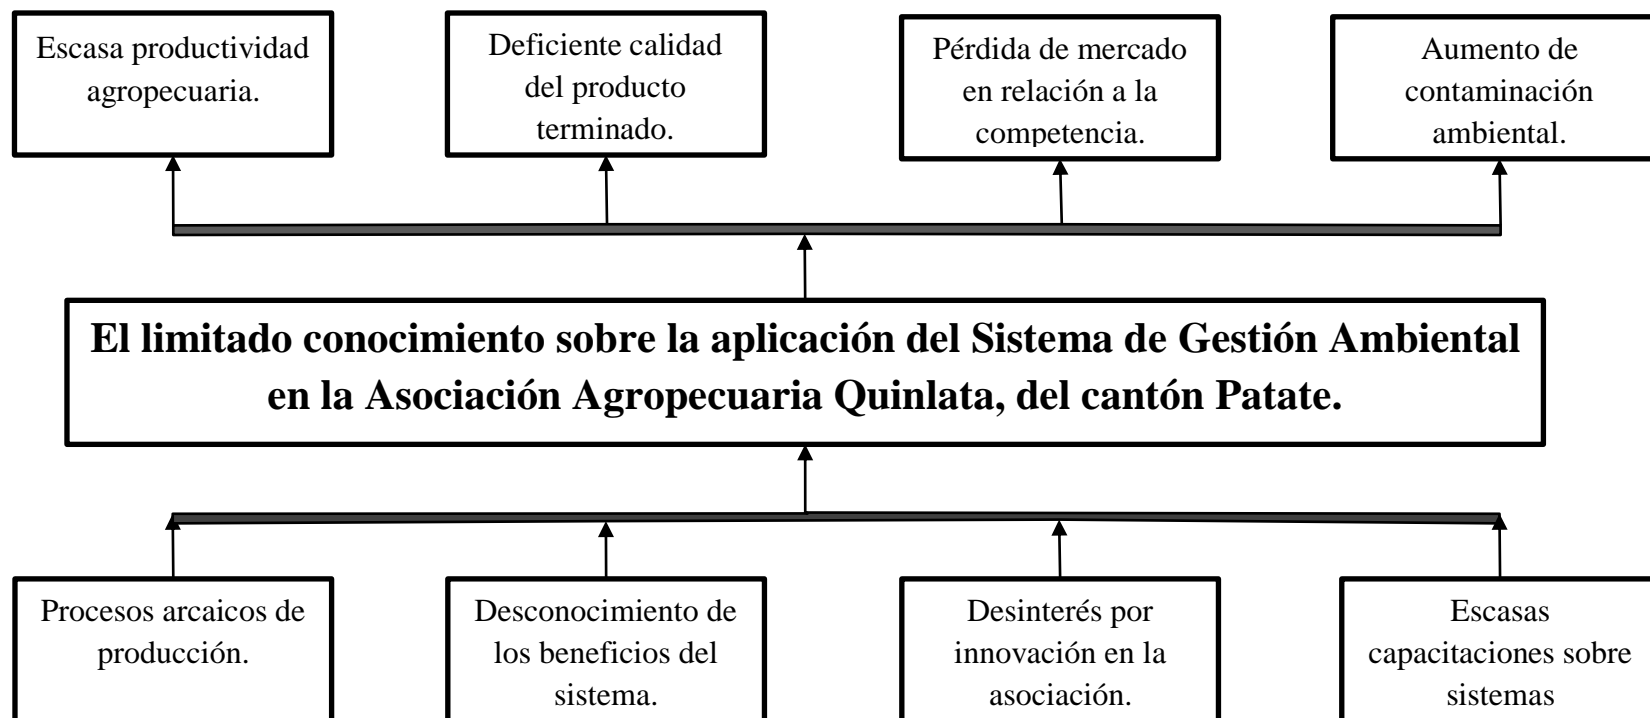 Escasa productividad
agropecuaria.
Deficiente calidad
del producto
terminado.
Pérdida de mercado
en relación a la
competencia.
Aumento de
contaminación
ambiental.
El limitado conocimiento sobre la aplicación del Sistema de Gestión Ambiental
en la Asociación Agropecuaria Quinlata, del cantón Patate.
Procesos arcaicos de
producción.
Desconocimiento de
los beneficios del
sistema.
Desinterés por
innovación en la
asociación.
Escasas
capacitaciones sobre
sistemas